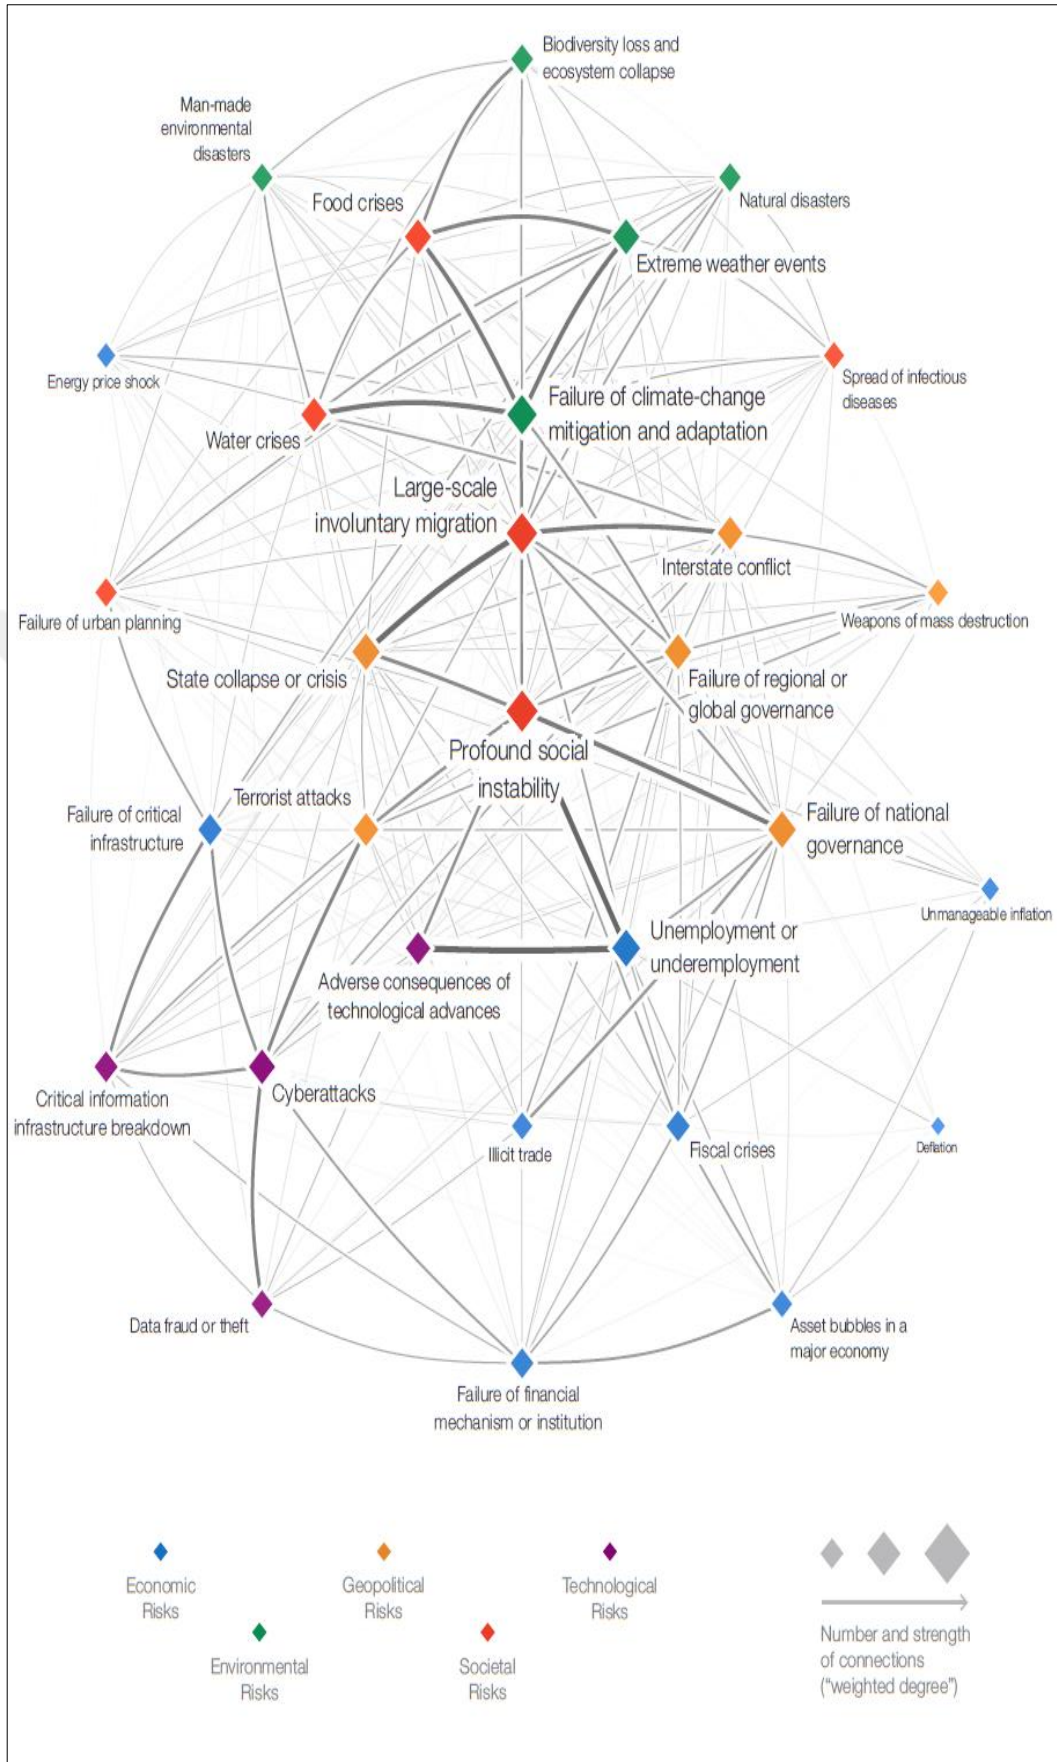 Biodiversity loss and
ecosystem collapse
Man-made
environmental
disasters
Natural disasters
Food crises
Extreme weather events
Energy price shock
Spread of infectious
diseases
Failure of climate-change
mitigation and adaptation
Water crises
Large-scale
involuntary migration
Interstate conflict
Failure of urban planning
Weapons of mass destruction
State collapse or crisis
Failure of regional or
global governance
Profound social
instability
Failure of critical
infrastructure
Terrorist attacks
Failure of national
governance
Unmanageable inflation
Unemployment or
underemployment
Adverse consequences of
technological advances
Critical information
infrastructure breakdown
Cyberattacks
Illicit trade
Fiscal crises
Deflation
Data fraud or theft
Asset bubbles in a
major economy
Failure of financial
mechanism or institution
Economic
Risks
Geopolitical
Risks
Technological
Risks
Environmental
Risks
Societal
Risks
Number and strength
of connections
(“weighted degree”)